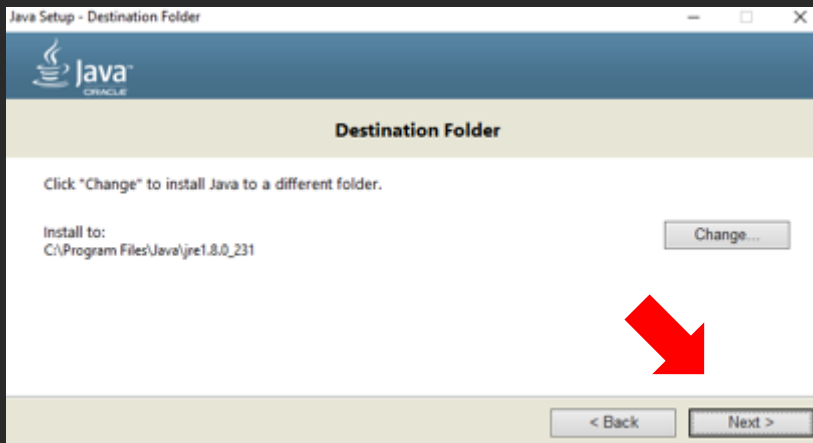 Java Setup - Destination Folder
Java
ORACLE
Destination Folder
Click "Change" to install Java to a different folder.
Install to:
C:\Program Files\Java\jre1.8.0_231
Change...
< Back
Next >